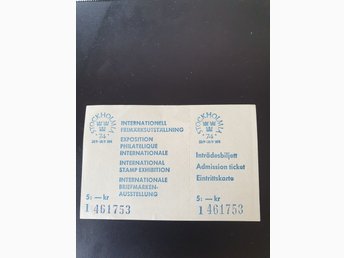 STOCKHOLMIA
74
INTERNATIONELL
FRIMÄRKSUTSTÄLLNING
EXPOSITION
PHILATELIQUE
INTERNATIONALE
INTERNATIONAL
STAMP EXHIBITION
INTERNATIONALE
BRIEFMARKEN-
AUSSTELLUNG
5: — kr
1 461753
STOCKHOLMIA
74
Inträdesbiljett
Admission ticket
Eintrittskarte
5: — kr
1 461753